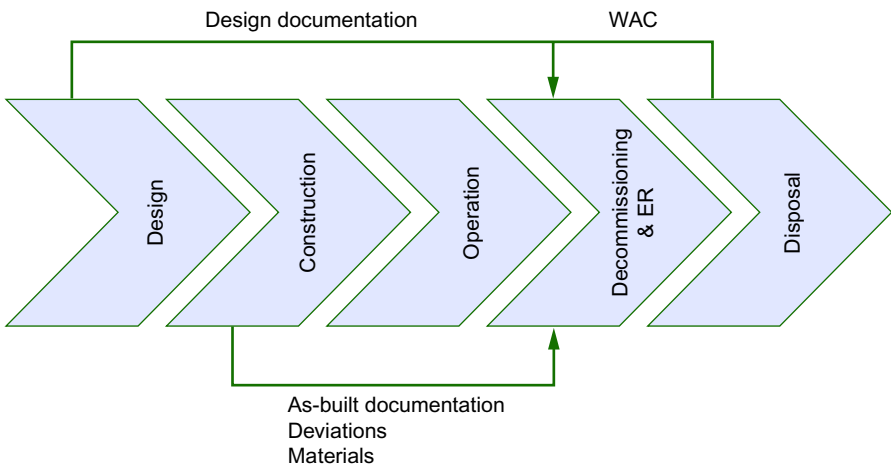 Design documentation
WAC
Design
Construction
Operation
Decommissioning
& ER
Disposal
As-built documentation
Deviations
Materials